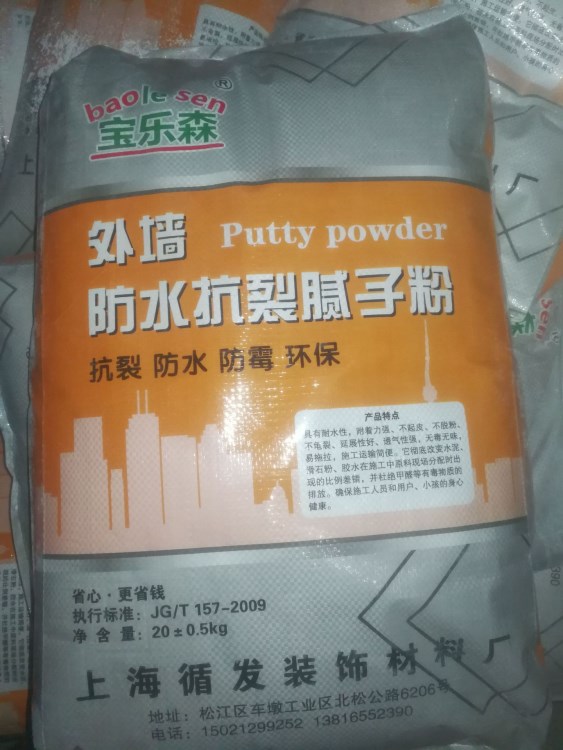 baole sen®
宝乐森
外墙 Putty powder
防水抗裂腻子粉
抗裂 防水 防霉 环保
产品特点
具有耐水性，附着力强、不起皮、不脱粉、
不龟裂、延展性好、透气性强、无毒无味，
易拖拉，施工运输简便。它彻底改变水泥、
滑石粉、胶水在施工中原料现场分配时出
现的比例差错，并杜绝甲醛等有毒物质的
排放。确保施工人员和用户、小孩的身心
健康。
省心·更省钱
执行标准：JG/T 157-2009
净 含 量：20±0.5kg
上海循发装饰材料厂
地址：松江区车墩工业区北松公路6206号
电话：15021299252 13816552390